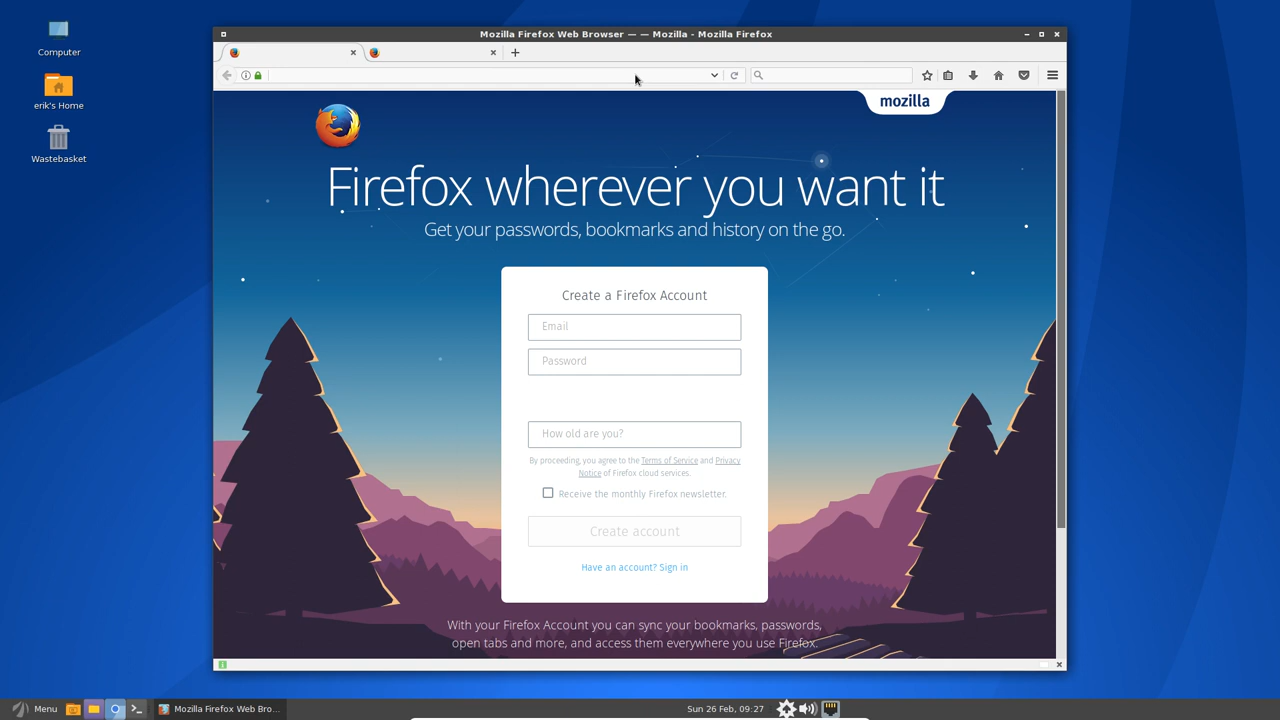 Computer
erik's Home
Wastebasket
Mozilla Firefox Web Browser — — Mozilla - Mozilla Firefox
mozilla
Firefox wherever you want it
Get your passwords, bookmarks and history on the go.
Create a Firefox Account
Email
Password
How old are you?
By proceeding, you agree to the Terms of Service and Privacy
Notice of Firefox cloud services.
Receive the monthly Firefox newsletter.
Create account
Have an account? Sign in
With your Firefox Account you can sync your bookmarks, passwords,
open tabs and more, and access them everywhere you use Firefox.
Menu
Mozilla Firefox Web Bro...
Sun 26 Feb, 09:27